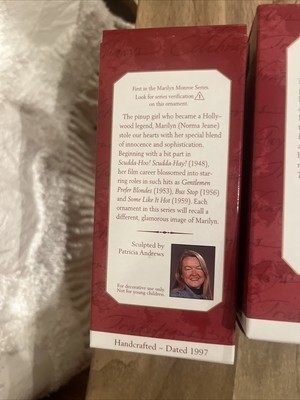 First in the Marilyn Monroe Series.
Look for series verification
on this ornament.
The pinup girl who became a Holly-
wood legend, Marilyn (Norma Jeane)
stole our hearts with her special blend
of innocence and sophistication.
Beginning with a bit part in
Scudda-Hoo! Scudda-Hay! (1948),
her film career blossomed into star-
ring roles in such hits as Gentlemen
Prefer Blondes (1953), Bus Stop (1956)
and Some Like It Hot (1959). Each
ornament in this series will recall a
different, glamorous image of Marilyn.
Sculpted by
Patricia Andrews
For decorative use only.
Not for young children.
Handcrafted ~ Dated 1997